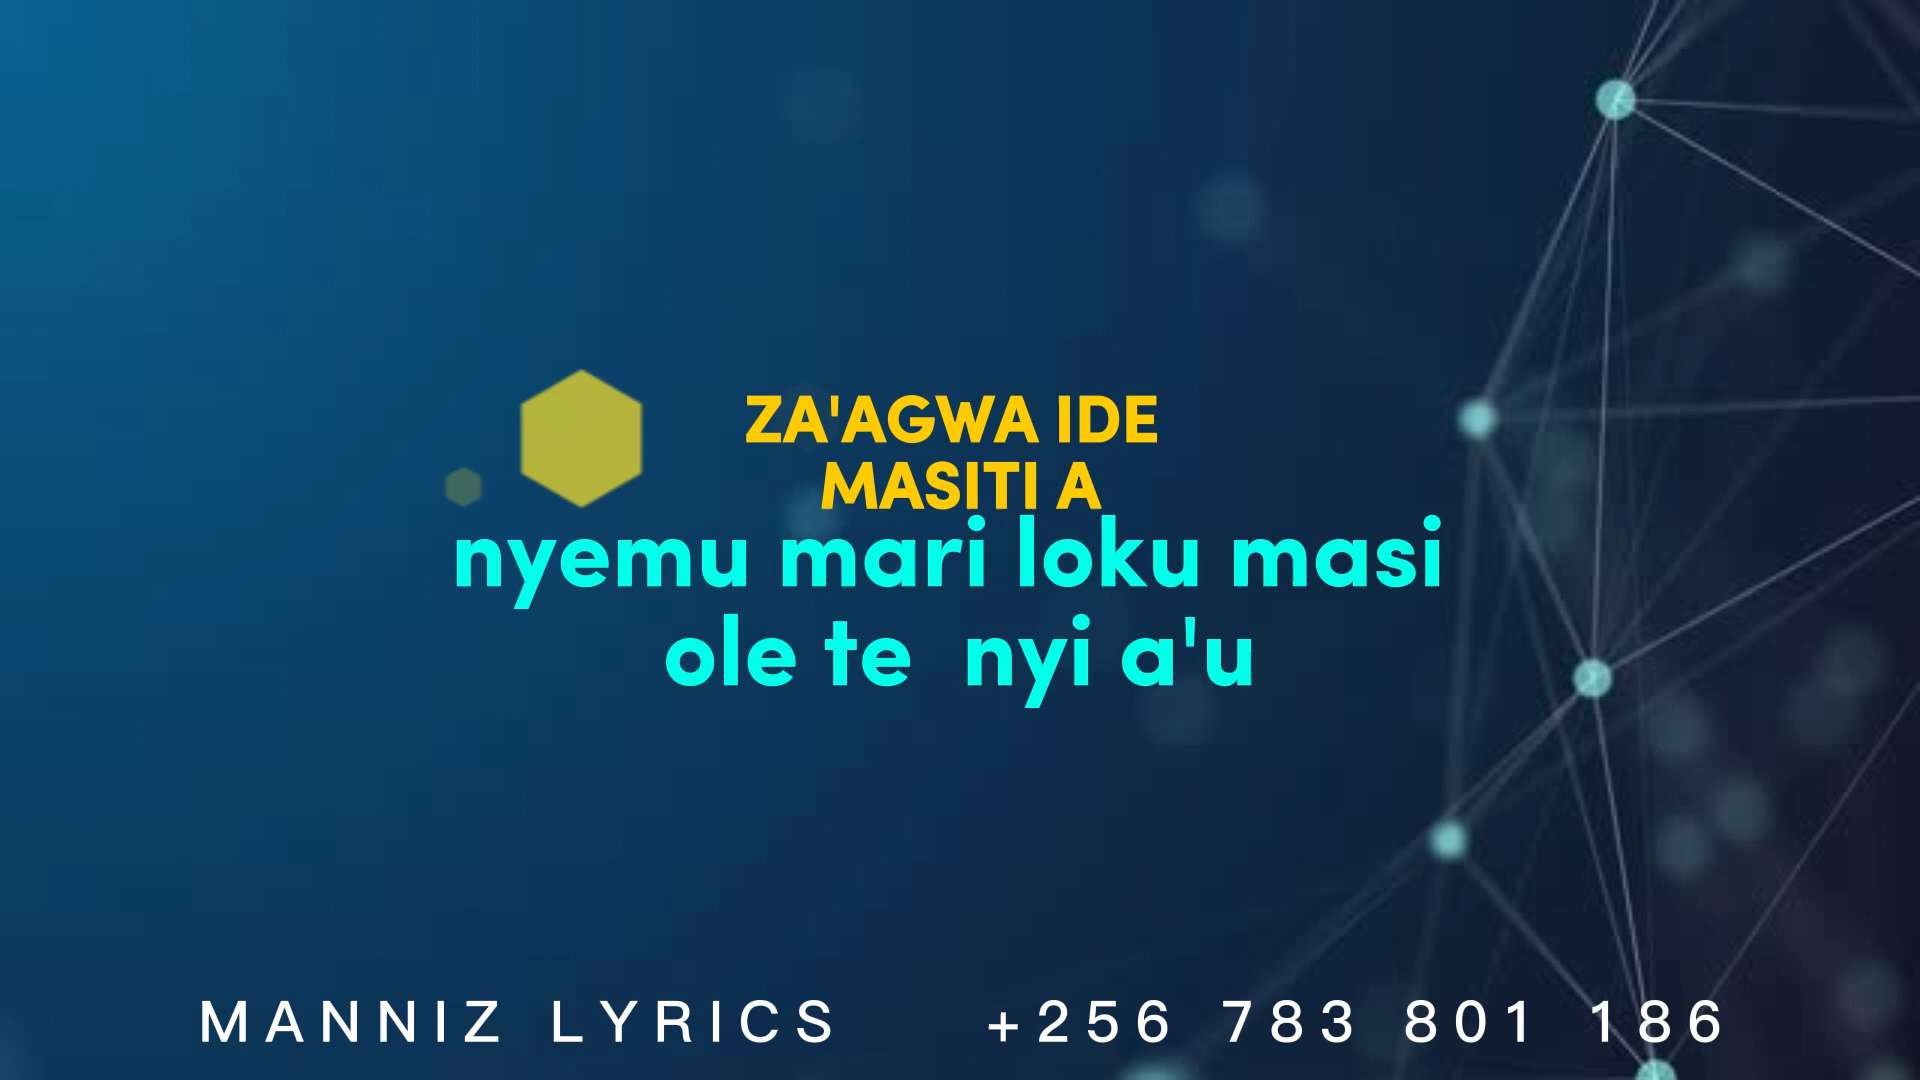 ZA'AGWA IDE
MASITI A
nyemu mari loku masi
ole te  nyi a'u
MANNIZ LYRICS +256 783 801 186